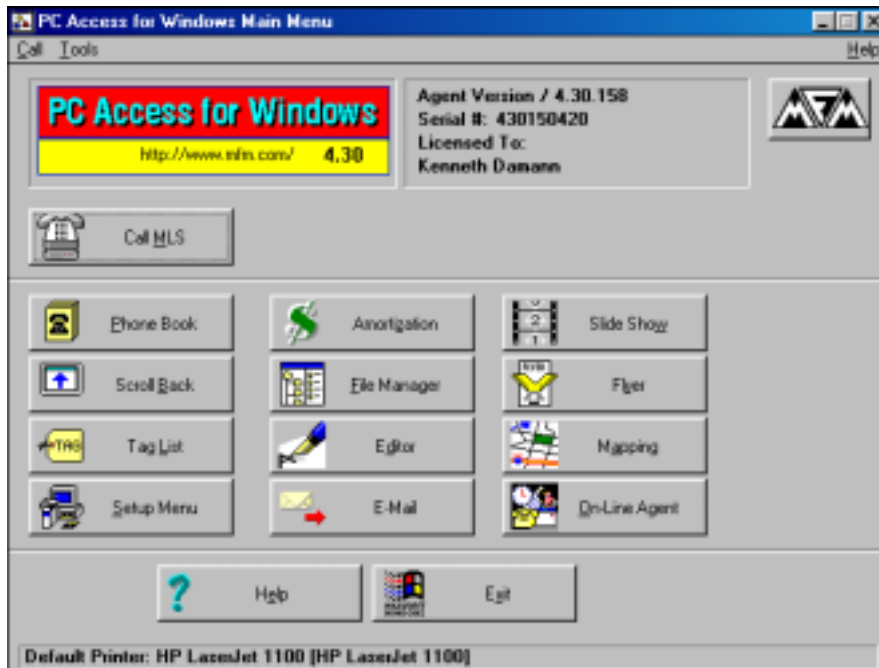 PC Access for Windows Main Menu
Call Tools Help
PC Access for Windows
http://www.mfm.com/ 4.30
Agent Version / 4.30.158
Serial #: 430150420
Licensed To:
Kenneth Damann
Call MLS
Phone Book
Amortization
Slide Show
Scroll Back
File Manager
Flyer
TAG
Tag List
Editor
Mapping
Setup Menu
E-Mail
On-Line Agent
? Help
Exit
Default Printer: HP LaserJet 1100 [HP LaserJet 1100]